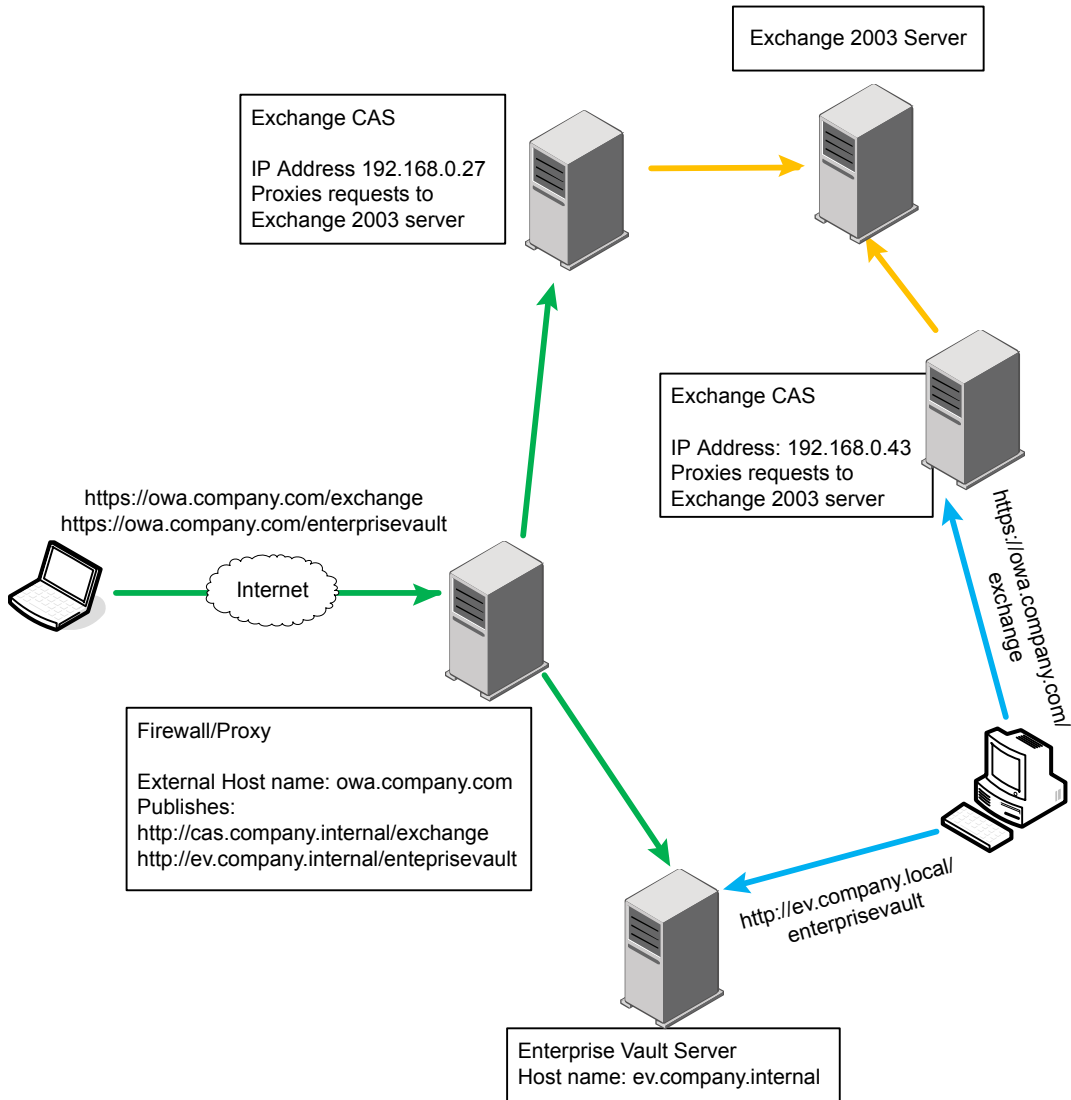 Exchange 2003 Server
Exchange CAS
IP Address 192.168.0.27
Proxies requests to
Exchange 2003 server
Exchange CAS
IP Address: 192.168.0.43
Proxies requests to
Exchange 2003 server
https://owa.company.com/exchange
https://owa.company.com/enterprisevault
Internet
https://owa.company.com/
exchange
Firewall/Proxy
External Host name: owa.company.com
Publishes:
http://cas.company.internal/exchange
http://ev.company.internal/enteprisevault
http://ev.company.local/
enterprisevault
Enterprise Vault Server
Host name: ev.company.internal